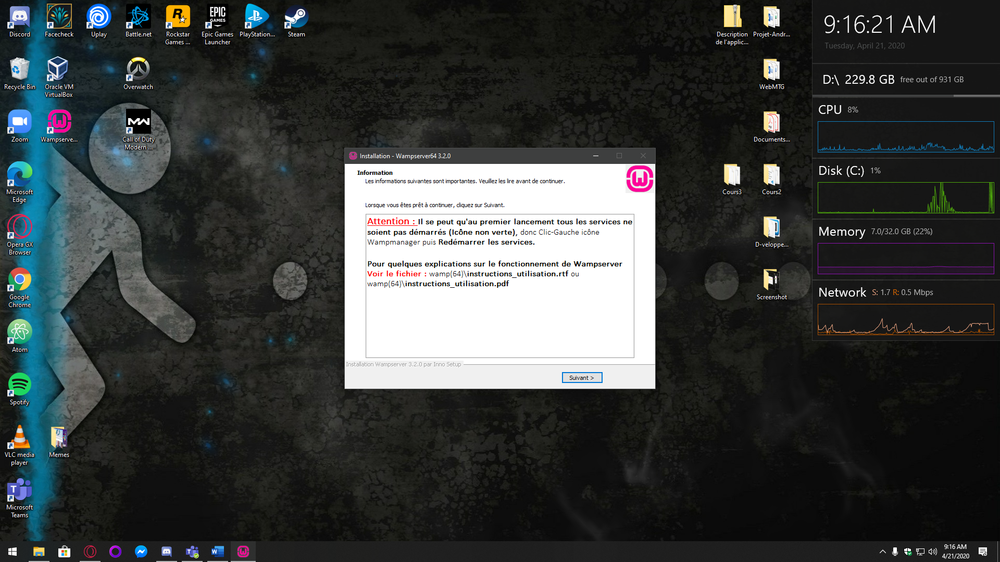 Discord
Facecheck
Uplay
Battle.net
Rockstar
Games ...
Epic Games
Launcher
PlayStation...
Steam
Description
de l'applic...
Projet-Andr...
Recycle Bin
Oracle VM
VirtualBox
Overwatch
WebMTG
Zoom
Wampserve...
Call of Duty
Modern ...
Documents...
Microsoft
Edge
Cours3
Cours2
Opera GX
Browser
D-veloppe...
Google
Chrome
Screenshot
Atom
Spotify
VLC media
player
Memes
Microsoft
Teams
EPIC
GAMES
Installation - Wampserver64 3.2.0
Information
Les informations suivantes sont importantes. Veuillez les lire avant de continuer.
Lorsque vous êtes prêt à continuer, cliquez sur Suivant.
Attention : Il se peut qu'au premier lancement tous les services ne
soient pas démarrés (Icône non verte), donc Clic-Gauche icône
Wampmanager puis Redémarrer les services.
Pour quelques explications sur le fonctionnement de Wampserver
Voir le fichier : wamp(64)\instructions_utilisation.rtf ou
wamp(64)\instructions_utilisation.pdf
Installation Wampserver 3.2.0 par Inno Setup
Suivant >
9:16:21 AM
Tuesday, April 21, 2020
D:\ 229.8 GB free out of 931 GB
CPU 8%
Disk (C:) 1%
Memory 7.0/32.0 GB (22%)
Network S: 1.7 R: 0.5 Mbps
9:16 AM
4/21/2020